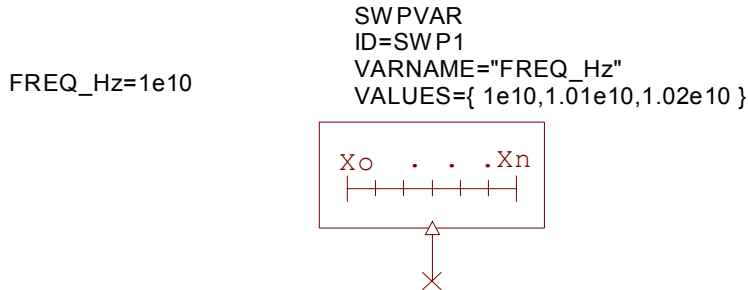 SWPVAR
ID=SWP1
VARNAME="FREQ_Hz"
VALUES={ 1e10,1.01e10,1.02e10 }
FREQ_Hz=1e10
Xo . . .Xn